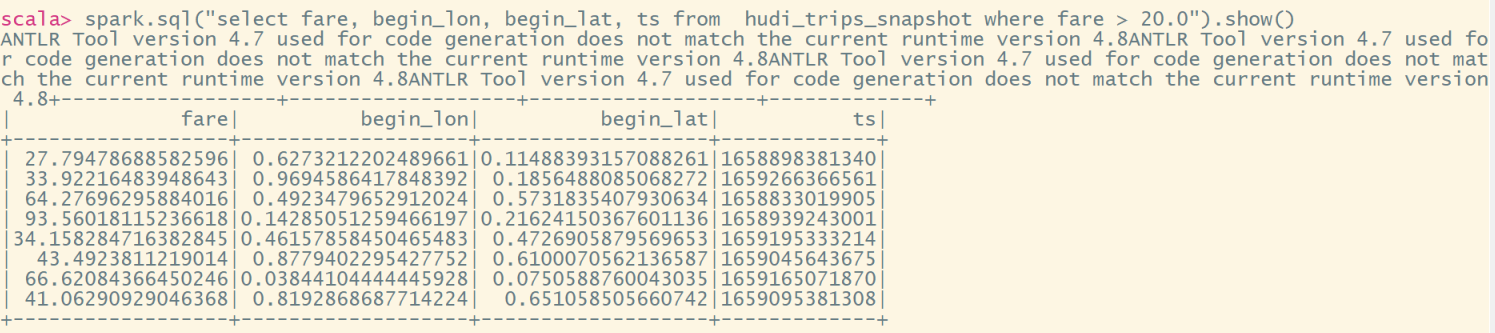 scala> spark.sql("select fare, begin_lon, begin_lat, ts from  hudi_trips_snapshot where fare > 20.0").show()
ANTLR Tool version 4.7 used for code generation does not match the current runtime version 4.8ANTLR Tool version 4.7 used fo
r code generation does not match the current runtime version 4.8ANTLR Tool version 4.7 used for code generation does not mat
ch the current runtime version 4.8ANTLR Tool version 4.7 used for code generation does not match the current runtime version
 4.8+------------------+-------------------+-------------------+-------------+
|              fare|          begin_lon|          begin_lat|           ts|
+------------------+-------------------+-------------------+-------------+
| 27.79478688582596| 0.6273212202489661|0.11488393157088261|1658898381340|
| 33.92216483948643| 0.9694586417848392| 0.1856488085068272|1659266366561|
| 64.27696295884016| 0.4923479652912024| 0.5731835407930634|1658833019905|
| 93.56018115236618|0.14285051259466197|0.21624150367601136|1658939243001|
|34.158284716382845|0.46157858450465483| 0.4726905879569653|1659195333214|
|  43.4923811219014| 0.8779402295427752| 0.6100070562136587|1659045643675|
| 66.62084366450246|0.03844104444445928| 0.0750588760043035|1659165071870|
| 41.06290929046368| 0.8192868687714224|  0.651058505660742|1659095381308|
+------------------+-------------------+-------------------+-------------+